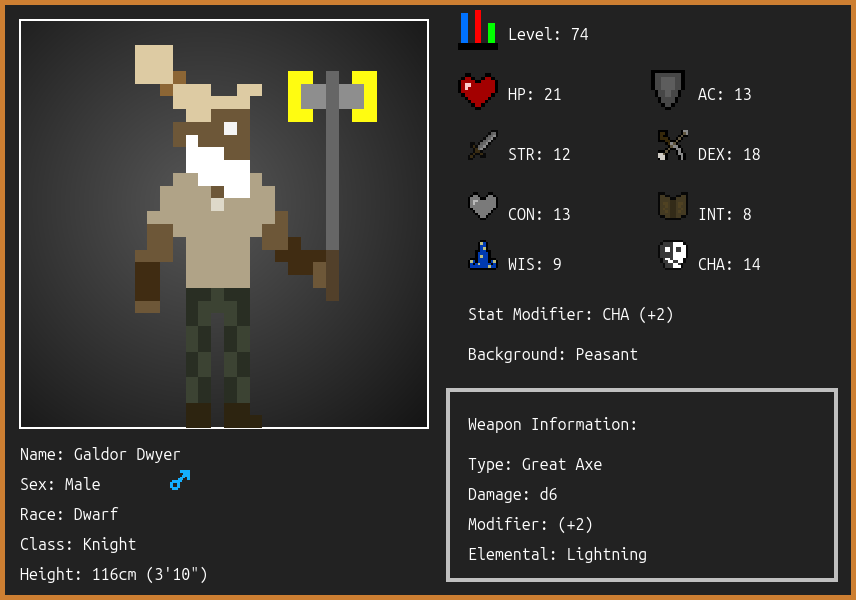 Level: 74
HP: 21
AC: 13
STR: 12
DEX: 18
CON: 13
INT: 8
WIS: 9
CHA: 14
Stat Modifier: CHA (+2)
Background: Peasant
Weapon Information:
Type: Great Axe
Damage: d6
Modifier: (+2)
Elemental: Lightning
Name: Galdor Dwyer
Sex: Male
Race: Dwarf
Class: Knight
Height: 116cm (3'10")